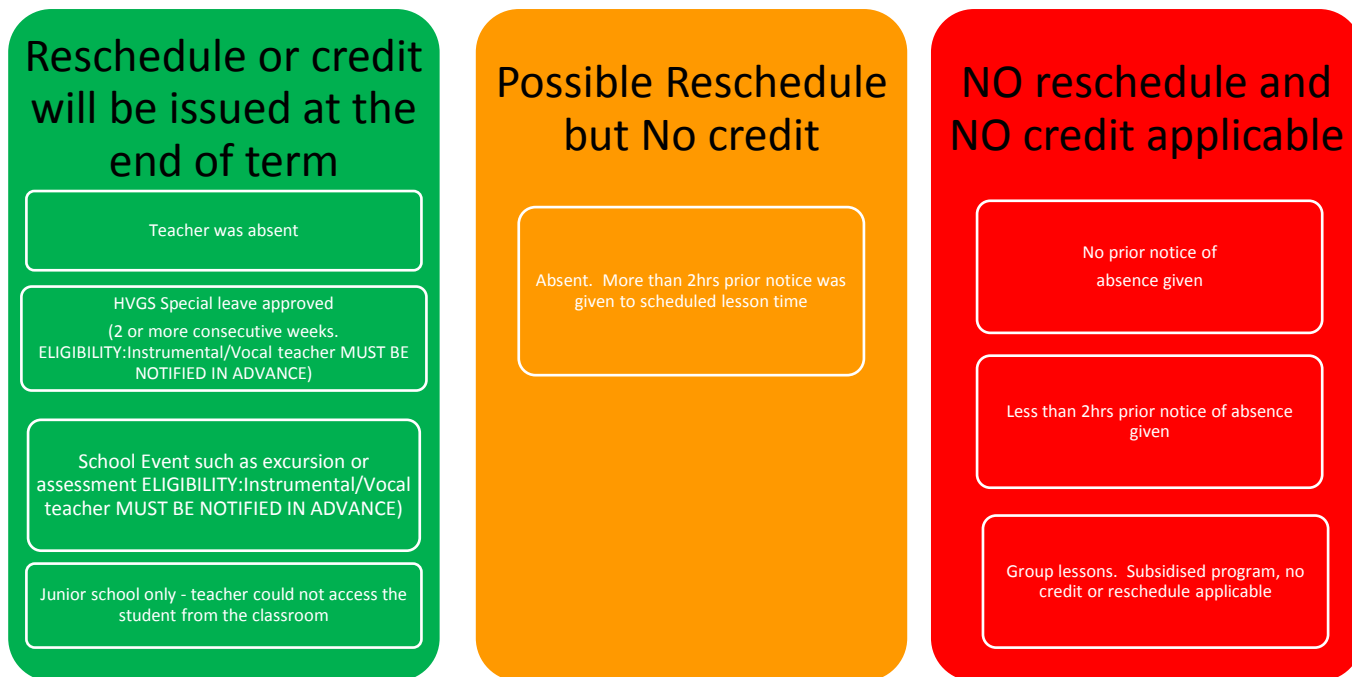 Reschedule or credit
will be issued at the
end of term
Teacher was absent
HVGS Special leave approved
(2 or more consecutive weeks.
ELIGIBILITY:Instrumental/Vocal teacher MUST BE
NOTIFIED IN ADVANCE)
School Event such as excursion or
assessment ELIGIBILITY:Instrumental/Vocal
teacher MUST BE NOTIFIED IN ADVANCE)
Junior school only - teacher could not access the
student from the classroom
Possible Reschedule
but No credit
Absent.  More than 2hrs prior notice was
given to scheduled lesson time
NO reschedule and
NO credit applicable
No prior notice of
absence given
Less than 2hrs prior notice of absence
given
Group lessons.  Subsidised program, no
credit or reschedule applicable